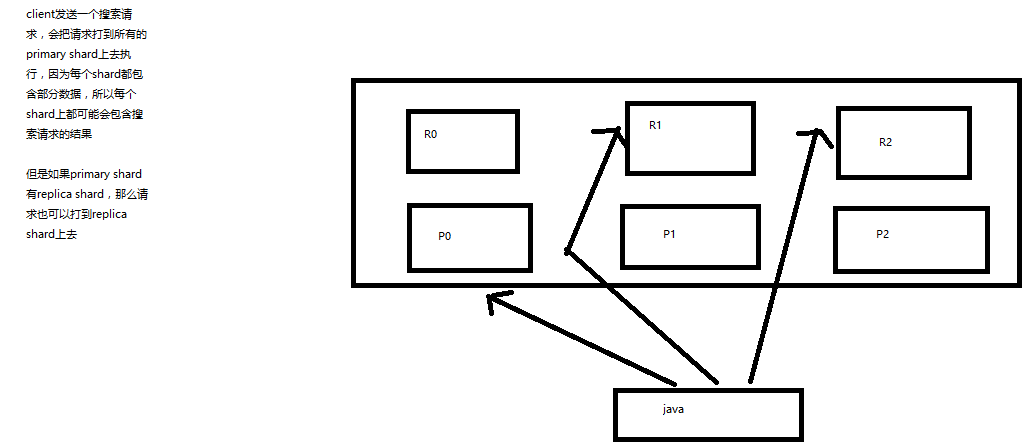 client发送一个搜索请
求，会把请求打到所有的
primary shard上去执
行，因为每个shard都包
含部分数据，所以每个
shard上都可能会包含搜
索请求的结果
但是如果primary shard
有replica shard，那么请
求也可以打到replica
shard上去
R0
R1
R2
P0
P1
P2
java